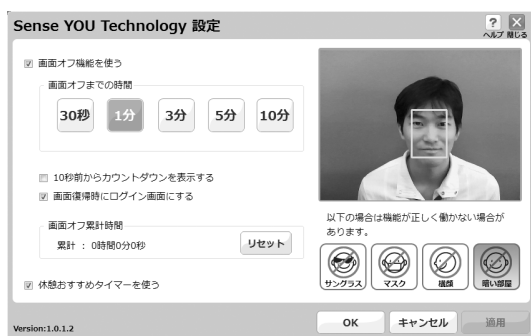 Sense YOU Technology 設定
ヘルプ 閉じる
画面オフ機能を使う
画面オフまでの時間
30秒 1分 3分 5分 10分
10秒前からカウントダウンを表示する
画面復帰時にログイン画面にする
画面オフ累計時間
累計 : 0時間0分0秒
リセット
休憩おすすめタイマーを使う
以下の場合は機能が正しく働かない場合が
あります。
サングラス マスク 横顔 暗い部屋
Version:1.0.1.2
OK キャンセル 適用